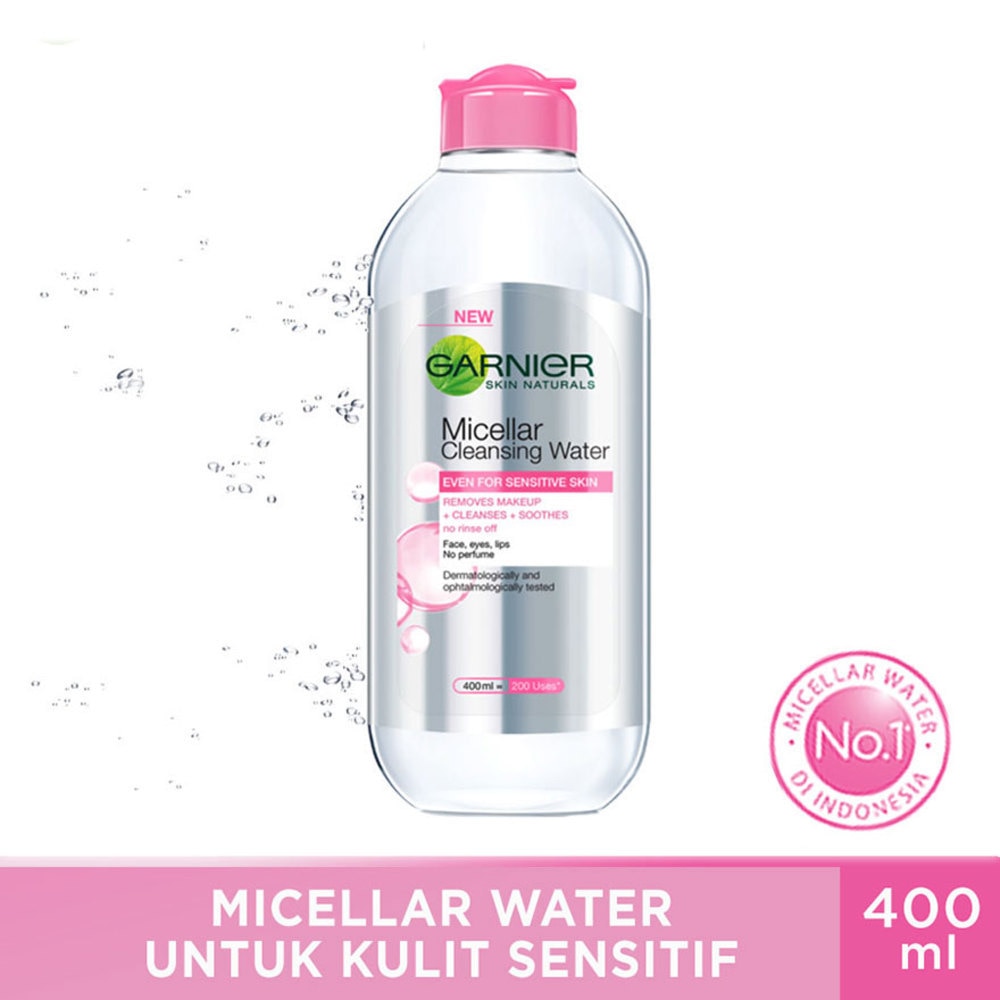 NEW
GARNIER
SKIN NATURALS
Micellar
Cleansing Water
EVEN FOR SENSITIVE SKIN
REMOVES MAKEUP
+ CLEANSES + SOOTHES
no rinse off
Face, eyes, lips
No perfume
Dermatologically and
ophtalmologically tested
400ml = 200 Uses*
MICELLAR WATER
No.1
DI INDONESIA
MICELLAR WATER
UNTUK KULIT SENSITIF
400
ml